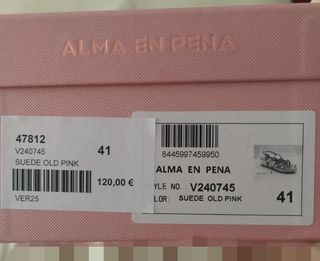 ALMA EN PENA
47812
V240745
41
SUEDE OLD PINK
120,00 €
VER25
8445997459950
ALMA EN PENA
YLE NO.: V240745
LOR: SUEDE OLD PINK
41